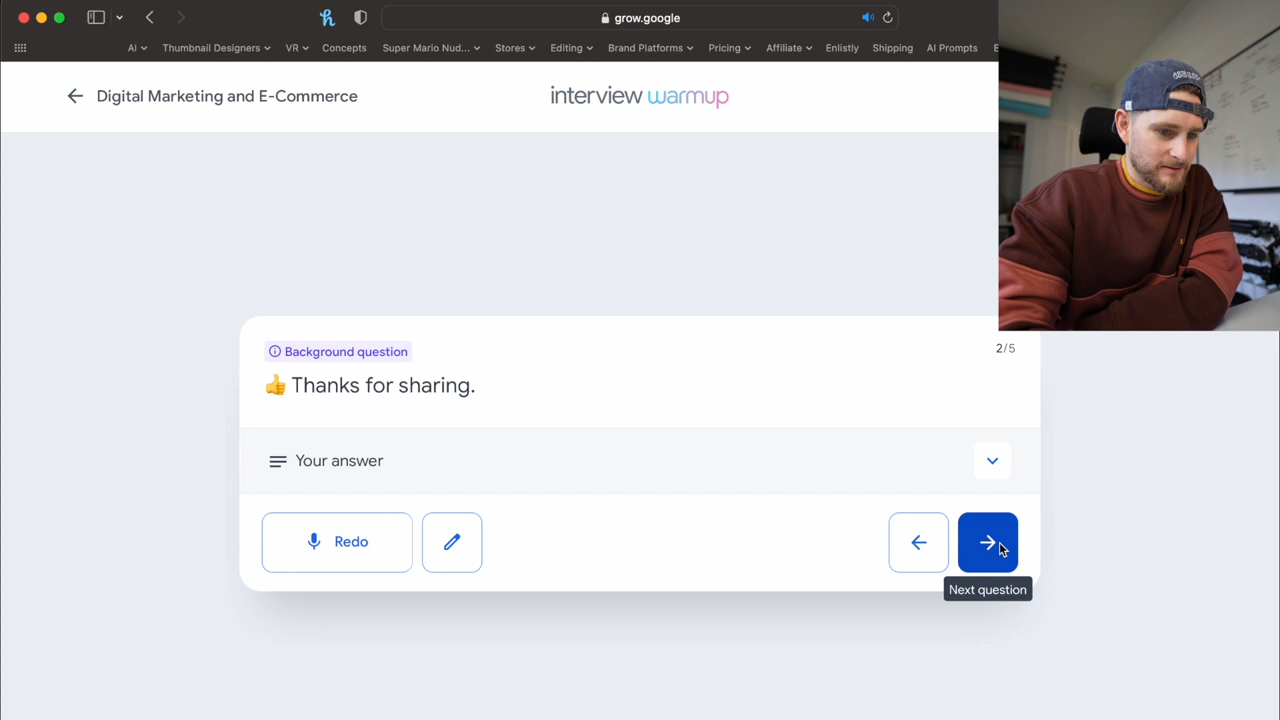 grow.google
AI Thumbnail Designers VR Concepts Super Mario Nud... Stores Editing Brand Platforms Pricing Affiliate Enlistly Shipping AI Prompts
Digital Marketing and E-Commerce
interview warmup
Background question
2/5
👍 Thanks for sharing.
Your answer
Redo
Next question